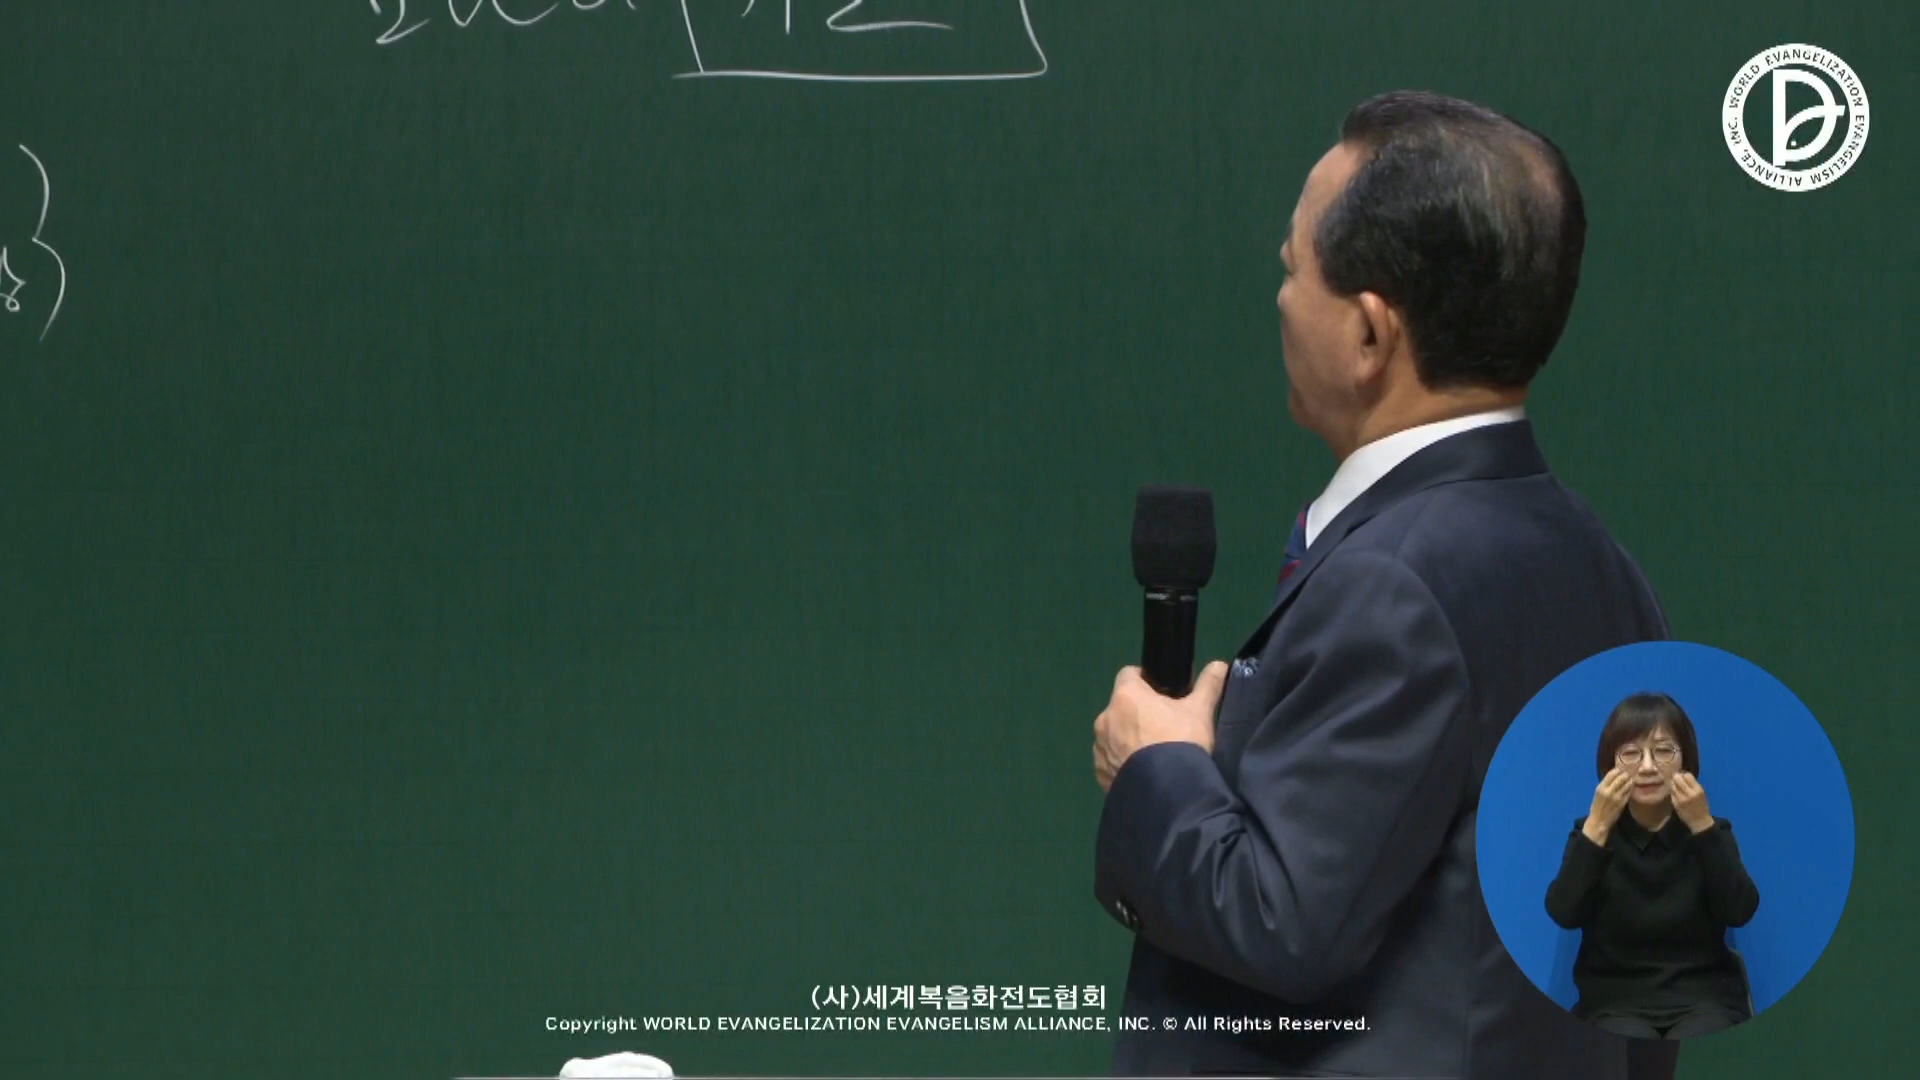 WORLD EVANGELIZATION EVANGELISM ALLIANCE, INC.
(사)세계복음화전도협회
Copyright WORLD EVANGELIZATION EVANGELISM ALLIANCE, INC. © All Rights Reserved.